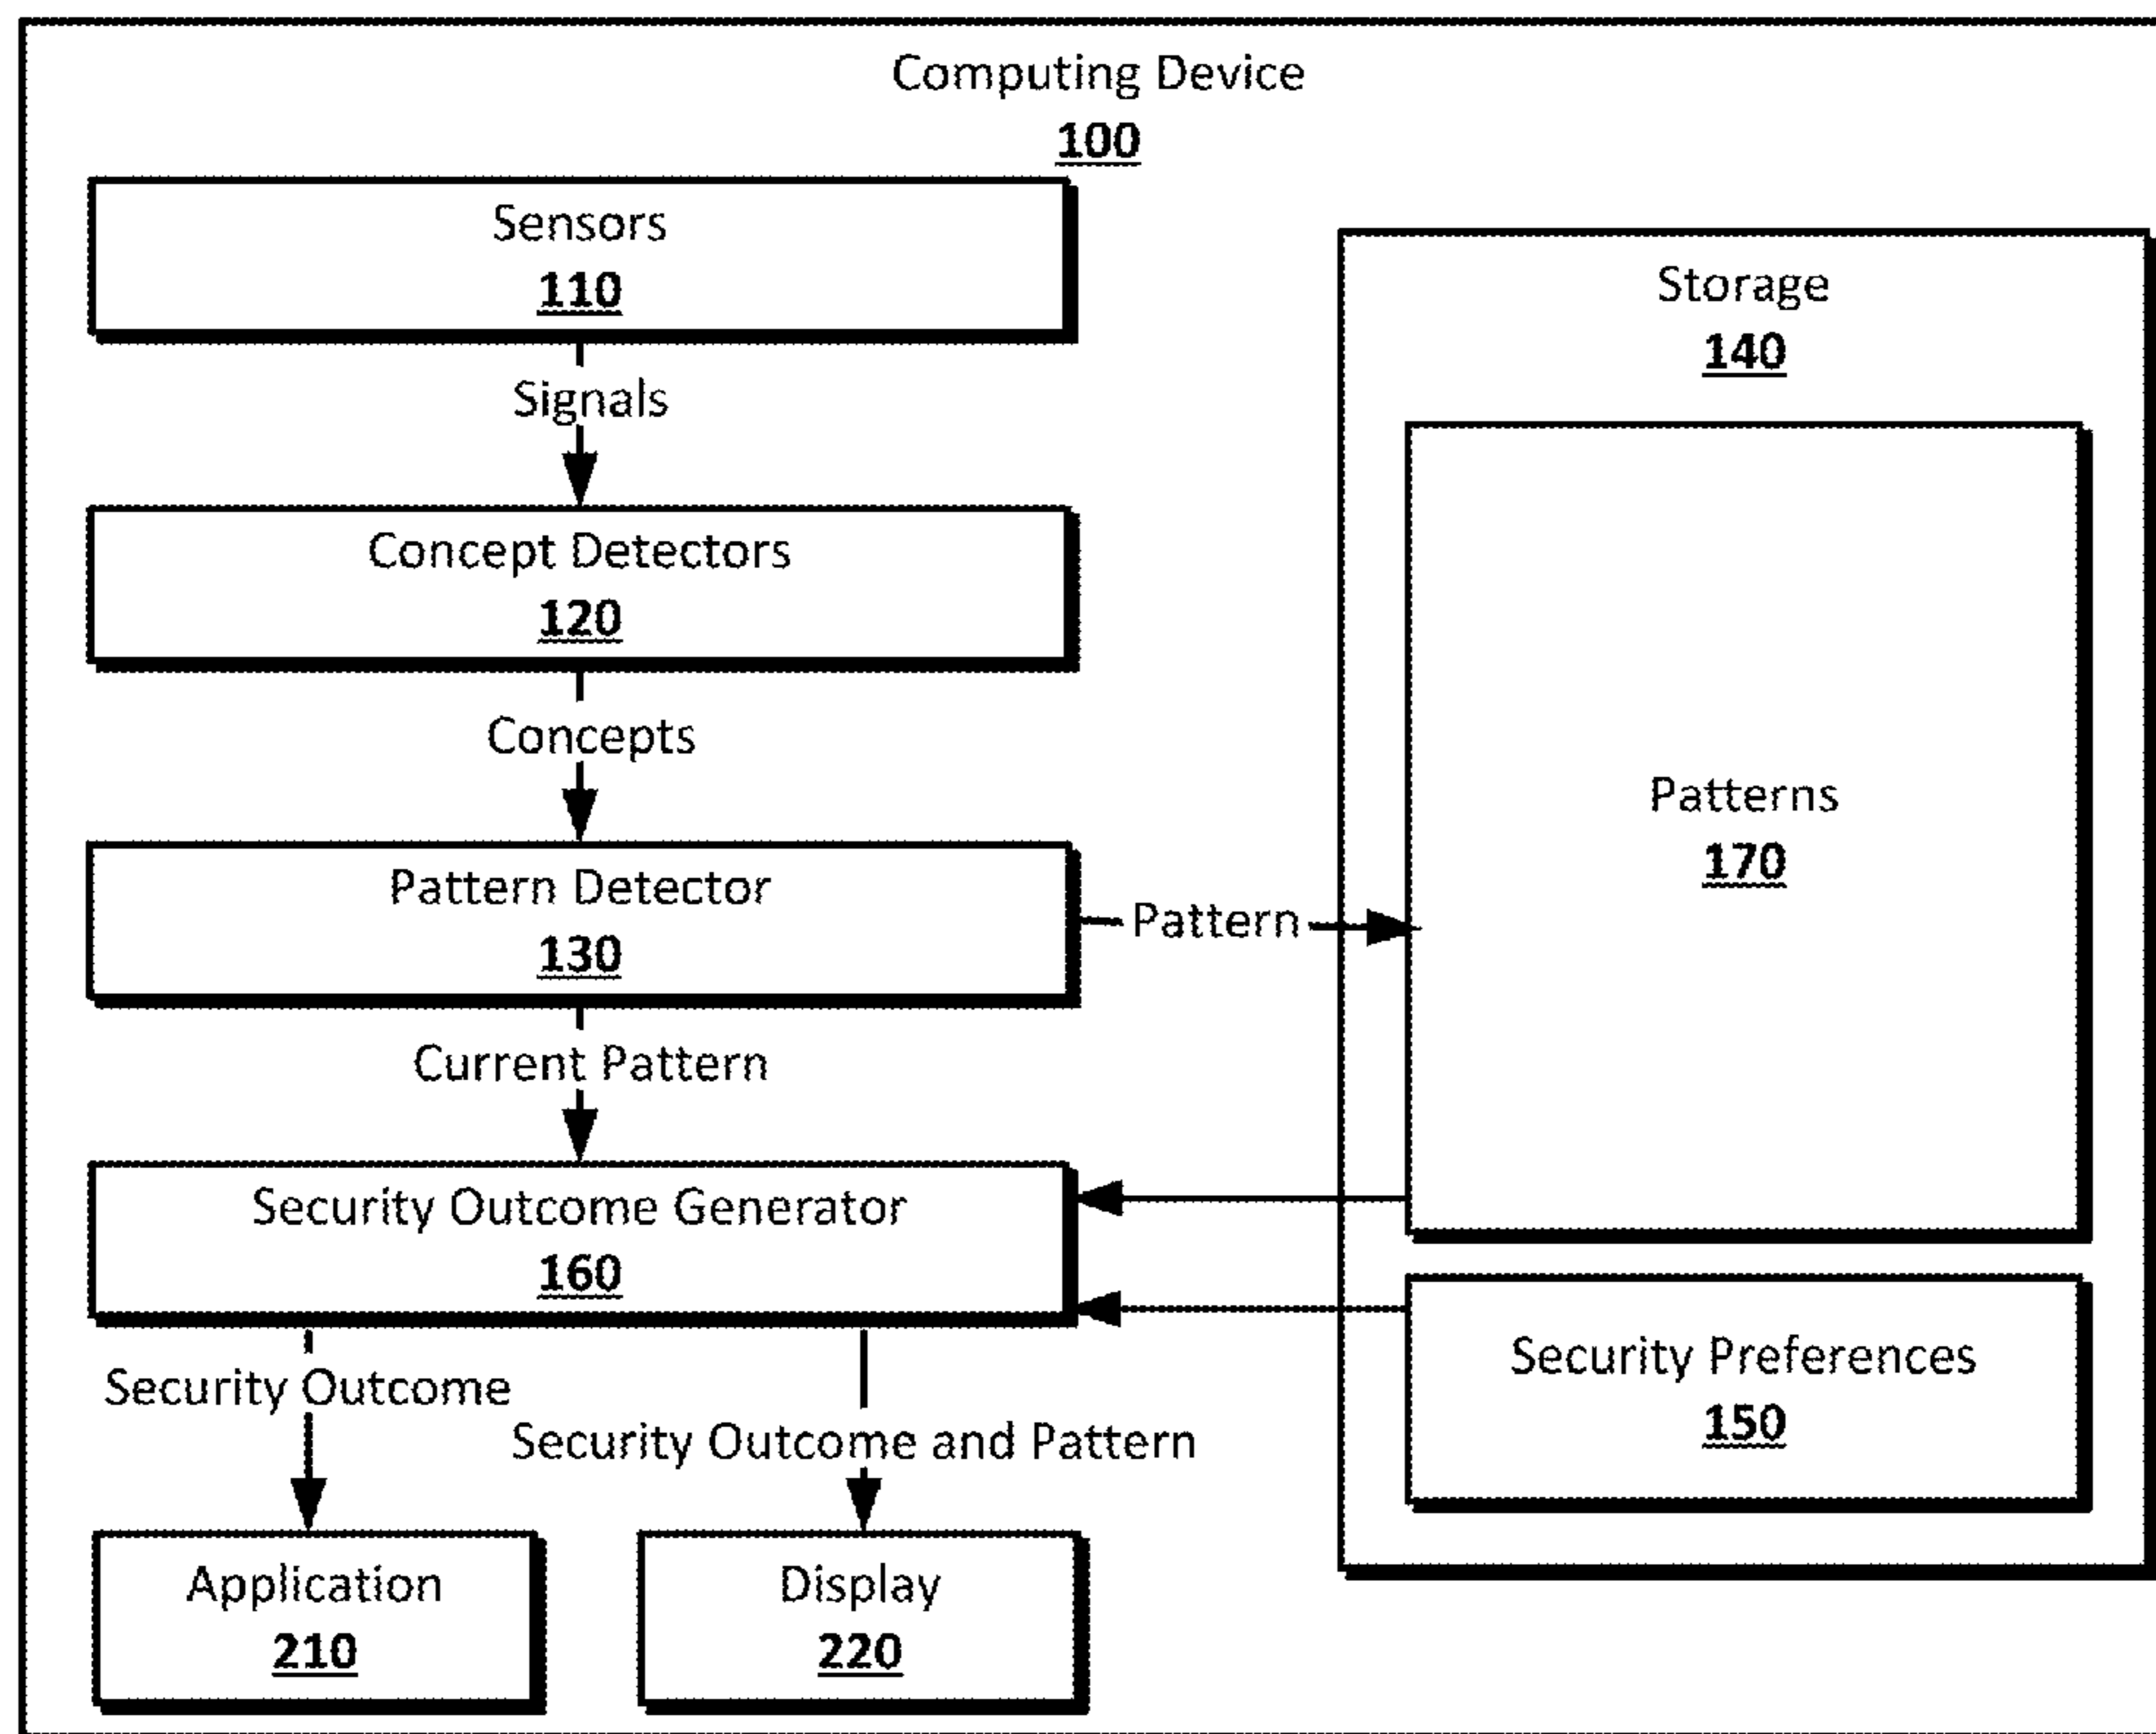 Computing Device
100
Sensors
110
Signals
Concept Detectors
120
Concepts
Pattern Detector
130
Pattern
Current Pattern
Security Outcome Generator
160
Security Outcome
Security Outcome and Pattern
Application
210
Display
220
Storage
140
Patterns
170
Security Preferences
150